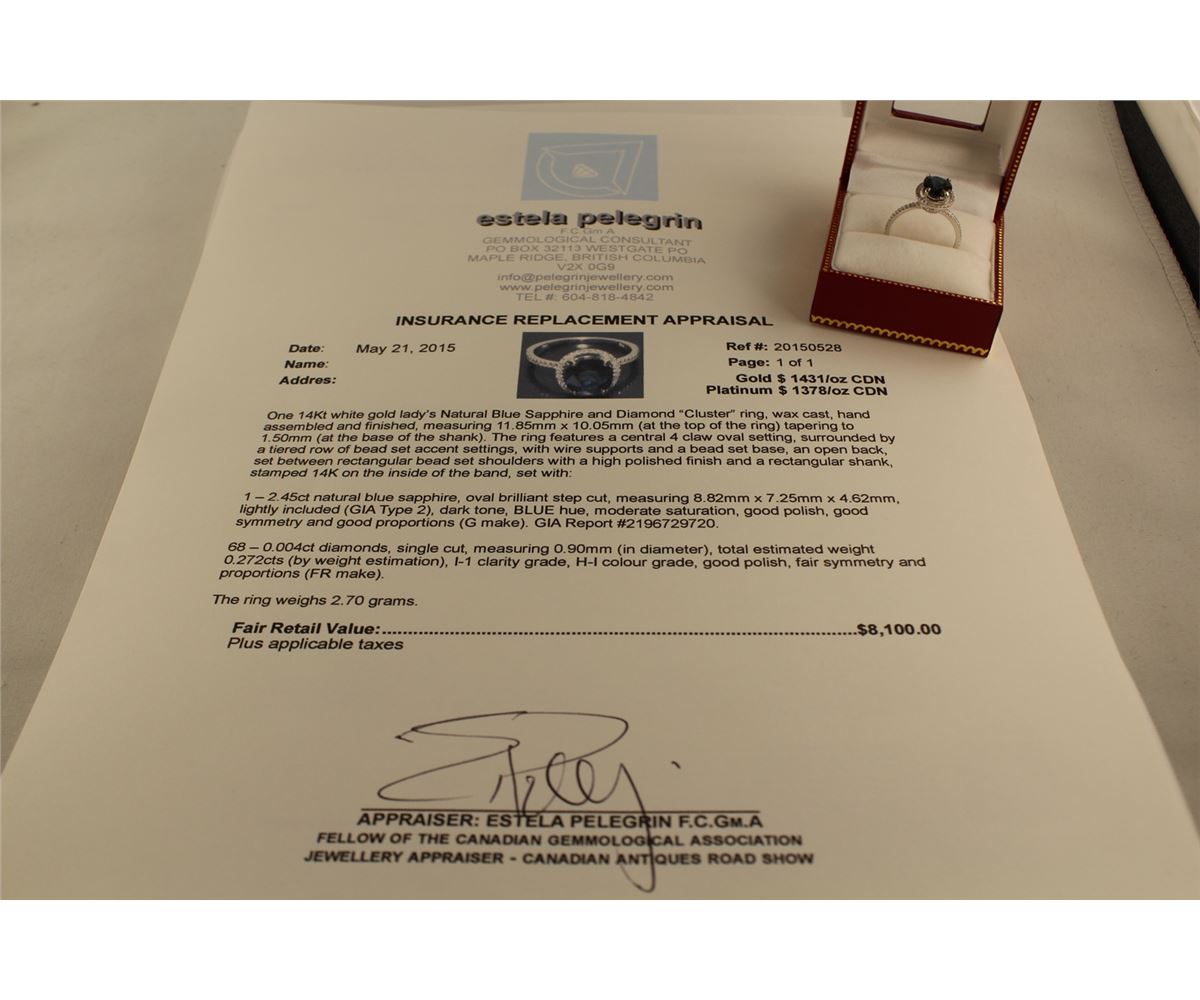 estela pelegrin
F.C.Gm A
GEMMOLOGICAL CONSULTANT
PO BOX 32113 WESTGATE PO
MAPLE RIDGE, BRITISH COLUMBIA
V2X 0G9
info@pelegrinjewellery.com
www.pelegrinjewellery.com
TEL #: 604-818-4842
INSURANCE REPLACEMENT APPRAISAL
Date: May 21, 2015
Name:
Addres:
Ref #: 20150528
Page: 1 of 1
Gold $ 1431/oz CDN
Platinum $ 1378/oz CDN
One 14Kt white gold lady's Natural Blue Sapphire and Diamond "Cluster" ring, wax cast, hand
assembled and finished, measuring 11.85mm x 10.05mm (at the top of the ring) tapering to
1.50mm (at the base of the shank). The ring features a central 4 claw oval setting, surrounded by
a tiered row of bead set accent settings, with wire supports and a bead set base, an open back,
set between rectangular bead set shoulders with a high polished finish and a rectangular shank,
stamped 14K on the inside of the band, set with:
1 – 2.45ct natural blue sapphire, oval brilliant step cut, measuring 8.82mm x 7.25mm x 4.62mm,
lightly included (GIA Type 2), dark tone, BLUE hue, moderate saturation, good polish, good
symmetry and good proportions (G make). GIA Report #2196729720.
68 – 0.004ct diamonds, single cut, measuring 0.90mm (in diameter), total estimated weight
0.272cts (by weight estimation), I-1 clarity grade, H-I colour grade, good polish, fair symmetry and
proportions (FR make).
The ring weighs 2.70 grams.
Fair Retail Value:....................................................................................$8,100.00
Plus applicable taxes
APPRAISER: ESTELA PELEGRIN F.C.GM.A
FELLOW OF THE CANADIAN GEMMOLOGICAL ASSOCIATION
JEWELLERY APPRAISER - CANADIAN ANTIQUES ROAD SHOW